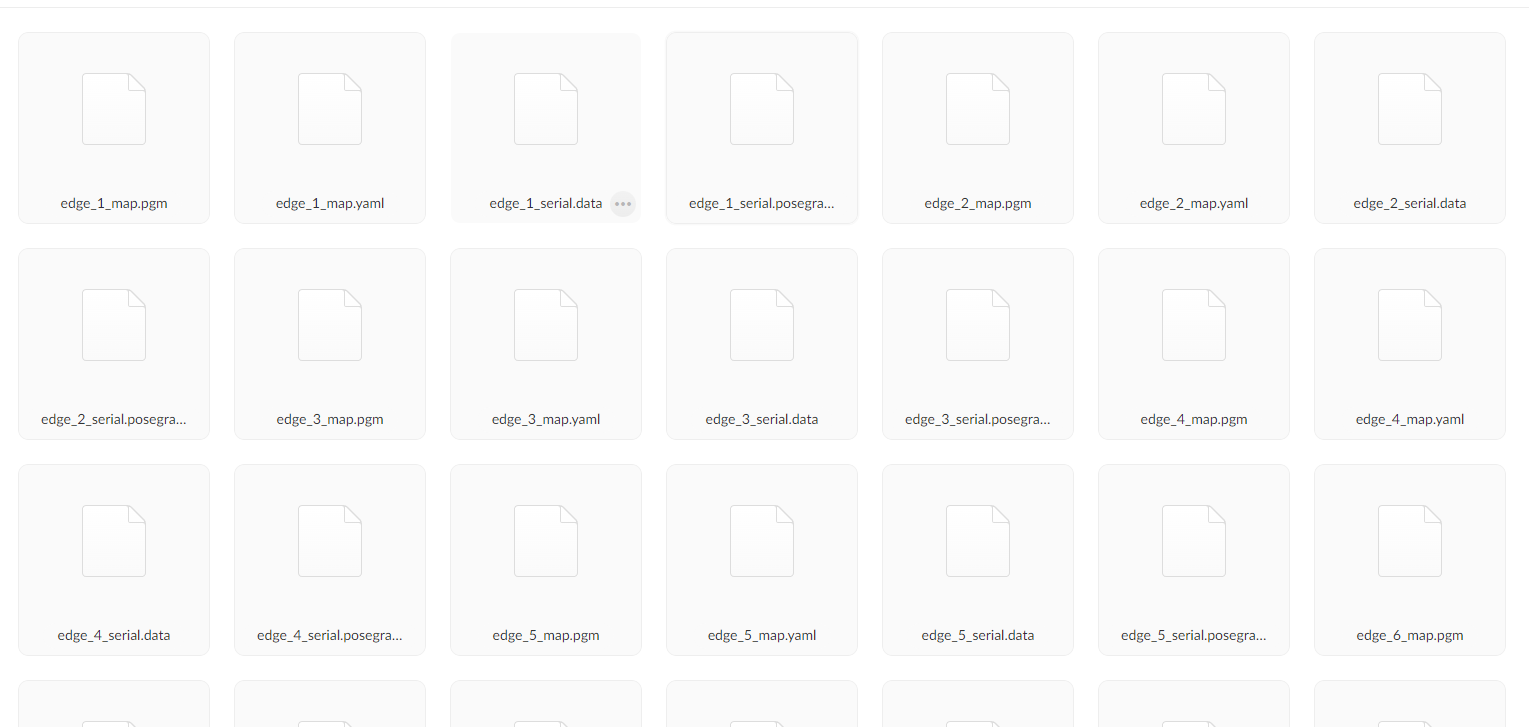 edge_1_map.pgm
edge_1_map.yaml
edge_1_serial.data
edge_1_serial.posegra...
edge_2_map.pgm
edge_2_map.yaml
edge_2_serial.data
edge_2_serial.posegra...
edge_3_map.pgm
edge_3_map.yaml
edge_3_serial.data
edge_3_serial.posegra...
edge_4_map.pgm
edge_4_map.yaml
edge_4_serial.data
edge_4_serial.posegra...
edge_5_map.pgm
edge_5_map.yaml
edge_5_serial.data
edge_5_serial.posegra...
edge_6_map.pgm